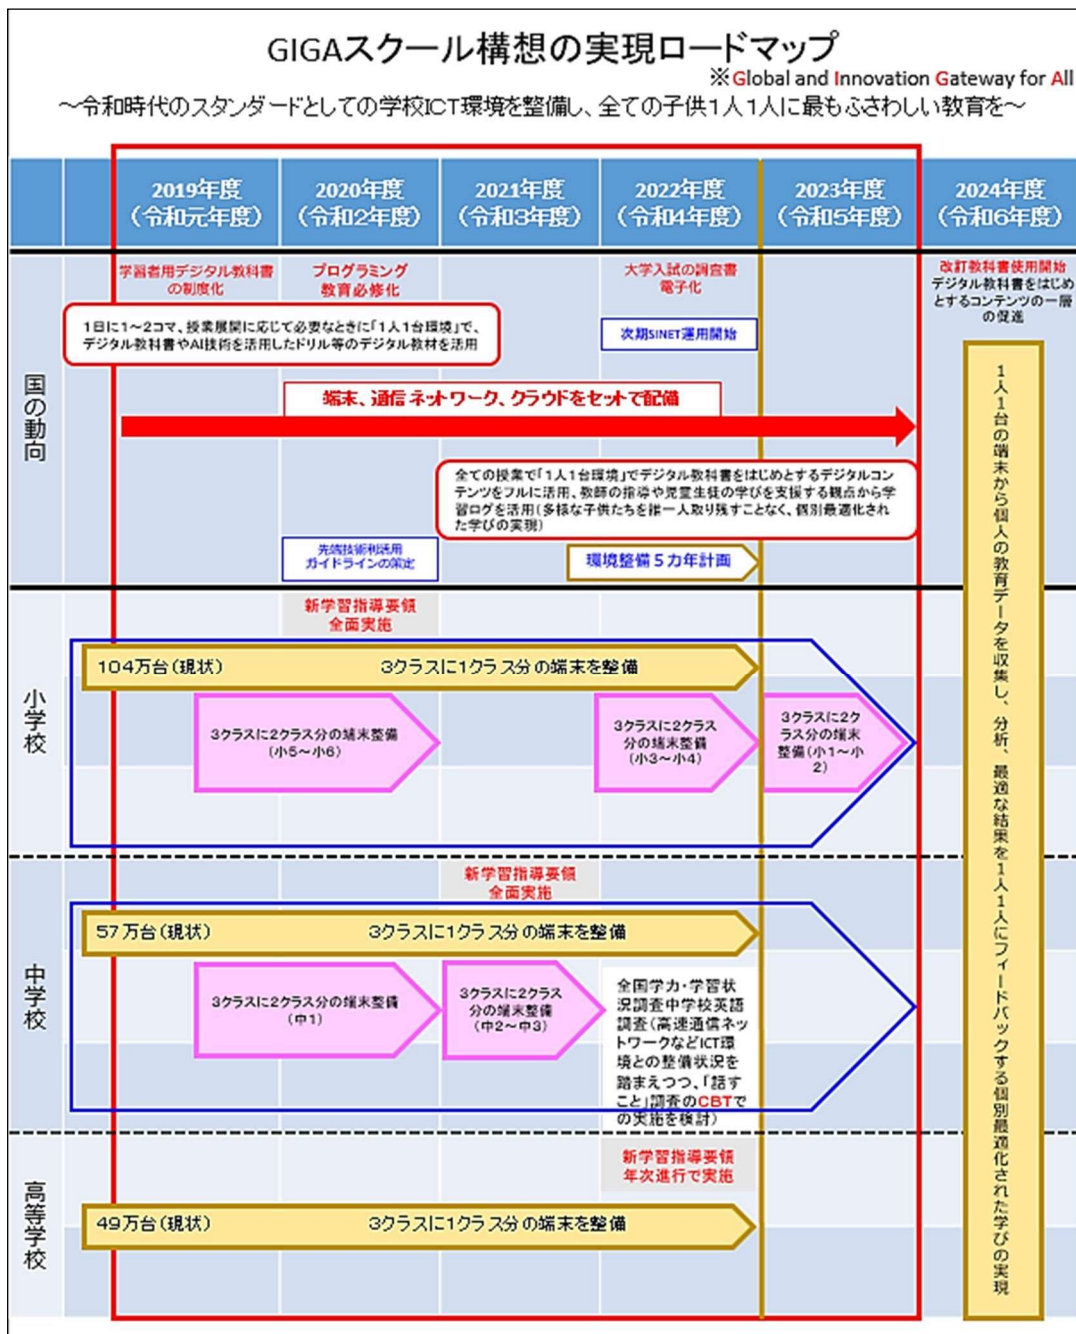 GIGAスクール構想の実現ロードマップ
※Global and Innovation Gateway for All
～令和時代のスタンダードとしての学校ICT環境を整備し、全ての子供1人1人に最もふさわしい教育を～
2019年度
(令和元年度)
2020年度
(令和2年度)
2021年度
(令和3年度)
2022年度
(令和4年度)
2023年度
(令和5年度)
2024年度
(令和6年度)
国の動向
学習者用デジタル教科書
の制度化
プログラミング
教育必修化
大学入試の調査書
電子化
改訂教科書使用開始
デジタル教科書をはじめ
とするコンテンツの一層
の促進
1日に1～2コマ、授業展開に応じて必要なときに「1人1台環境」で、
デジタル教科書やAI技術を活用したドリル等のデジタル教材を活用
次期SINET運用開始
端末、通信ネットワーク、クラウドをセットで配備
全ての授業で「1人1台環境」でデジタル教科書をはじめとするデジタルコン
テンツをフルに活用、教師の指導や児童生徒の学びを支援する観点から学
習ログを活用(多様な子供たちを誰一人取り残すことなく、個別最適化され
た学びの実現)
先端技術利活用
ガイドラインの策定
環境整備5カ年計画
1人1台の端末から個人の教育データを収集し、分析、最適な結果を1人1人にフィードバックする個別最適化された学びの実現
小学校
新学習指導要領
全面実施
104万台(現状)
3クラスに1クラス分の端末を整備
3クラスに2クラス分の端末整備
(小5～小6)
3クラスに2クラス
分の端末整備
(小3～小4)
3クラスに2ク
ラス分の端末
整備(小1～小
2)
中学校
新学習指導要領
全面実施
57万台(現状)
3クラスに1クラス分の端末を整備
3クラスに2クラス分の端末整備
(中1)
3クラスに2クラス
分の端末整備
(中2～中3)
全国学力・学習状
況調査中学校英語
調査(高速通信ネッ
トワークなどICT環
境との整備状況を
踏まえつつ、「話す
こと」調査のCBTで
の実施を検討)
高等学校
新学習指導要領
年次進行で実施
49万台(現状)
3クラスに1クラス分の端末を整備